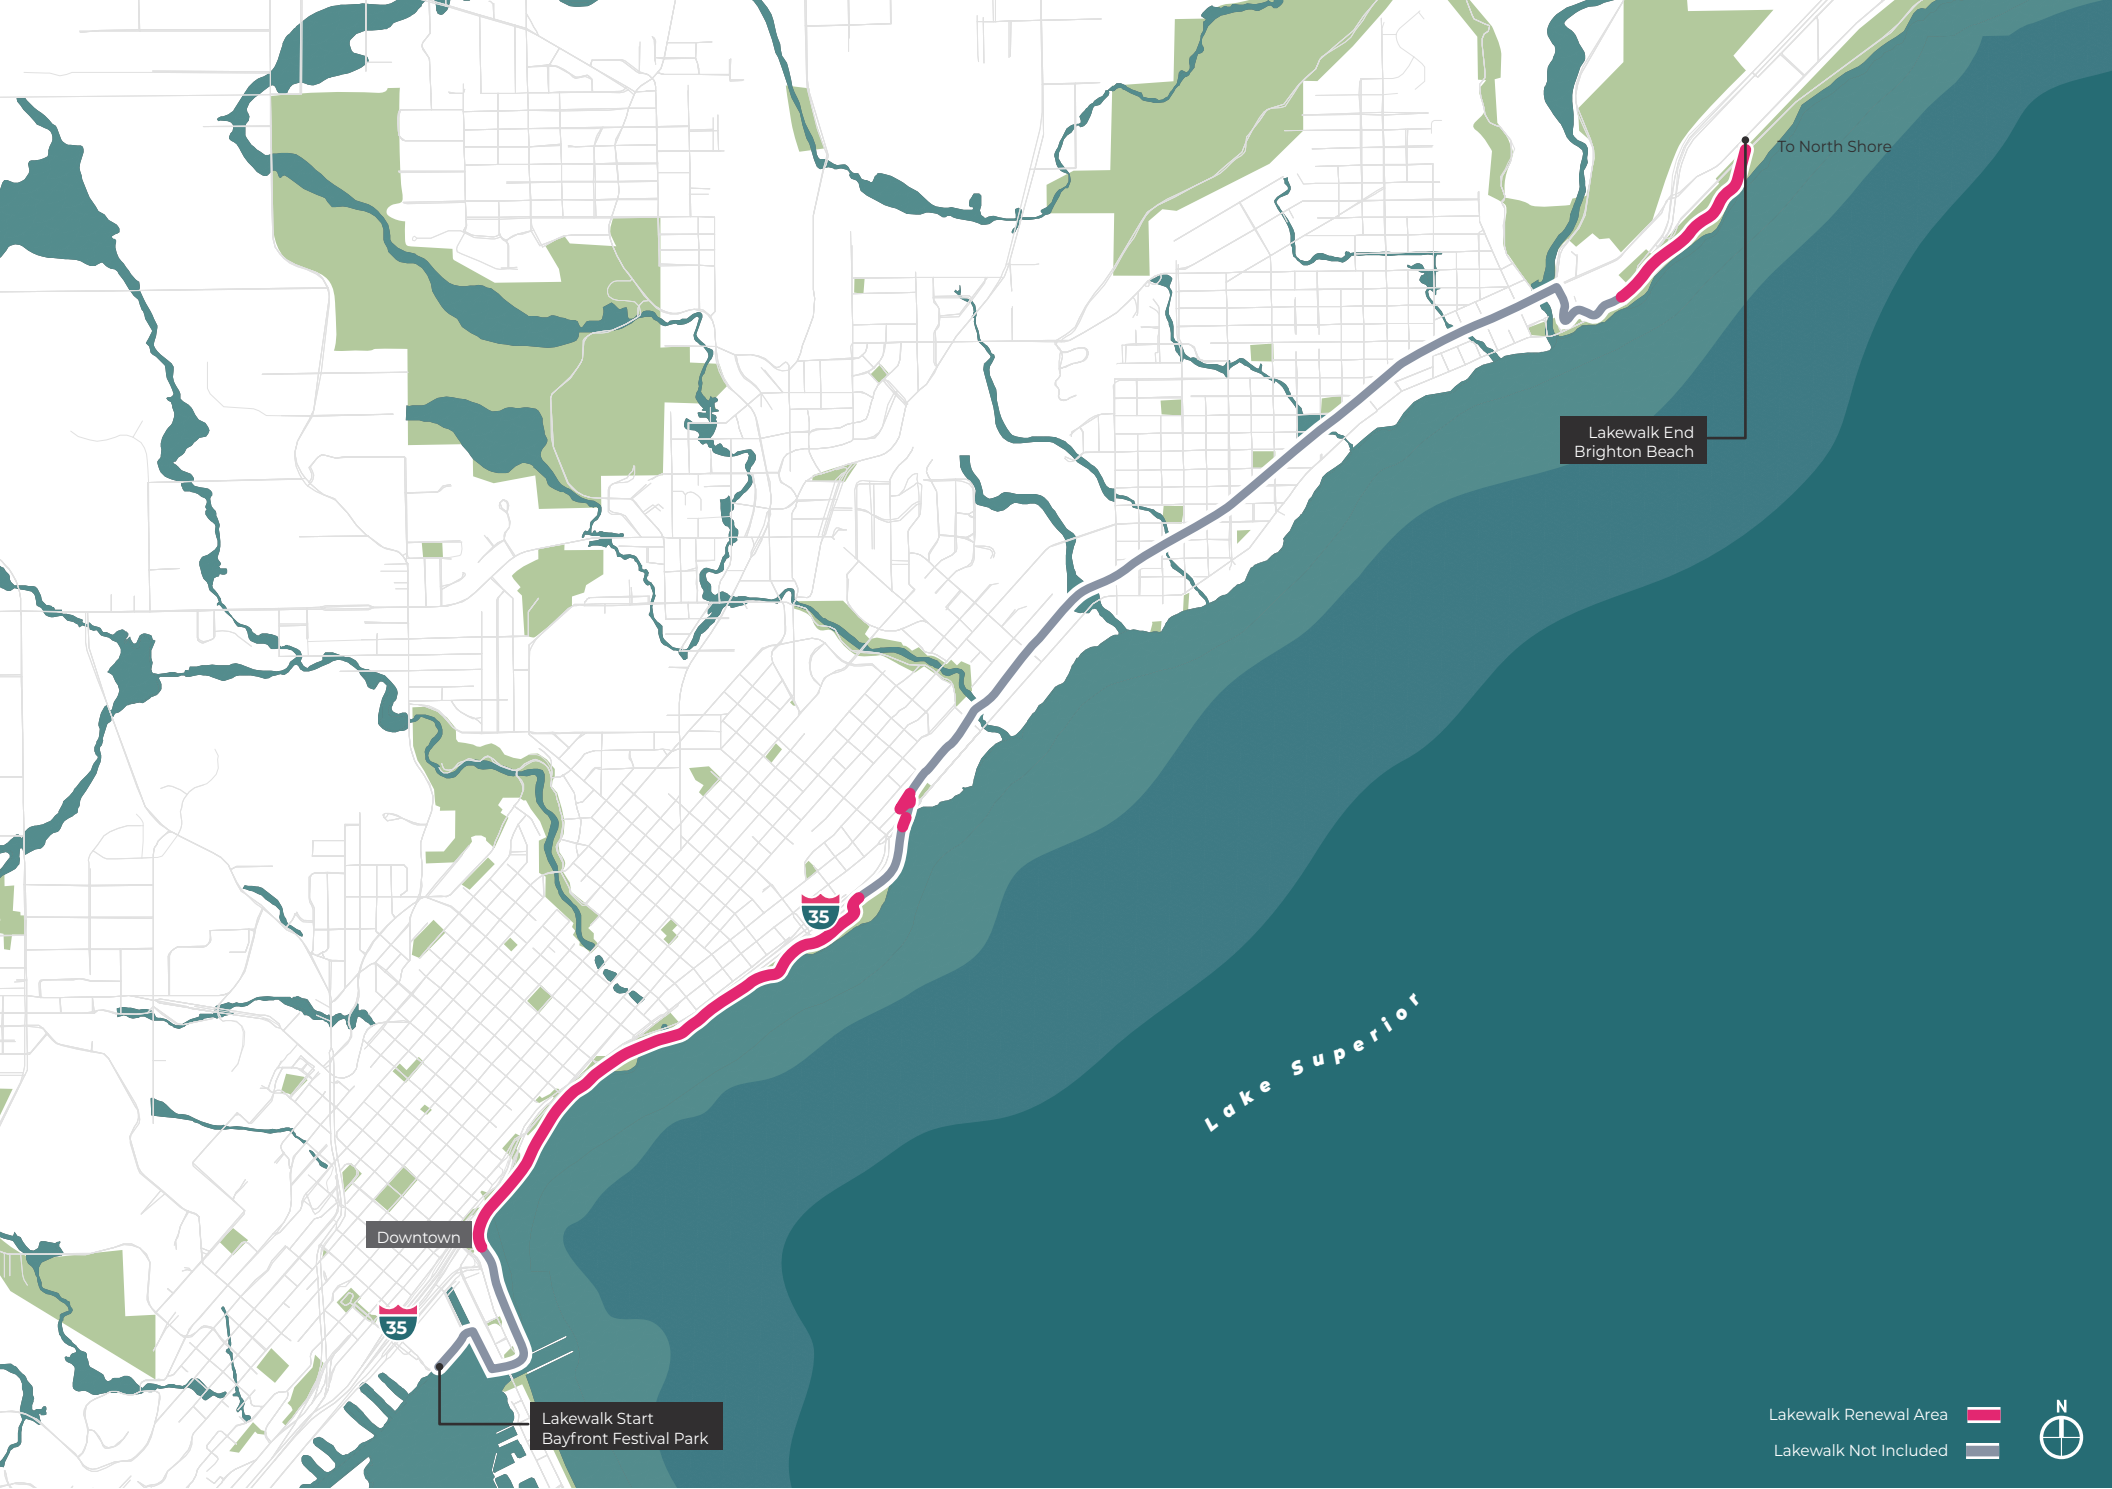 To North Shore
Lakewalk End
Brighton Beach
35
Lake Superior
Downtown
35
Lakewalk Start
Bayfront Festival Park
Lakewalk Renewal Area
Lakewalk Not Included
N